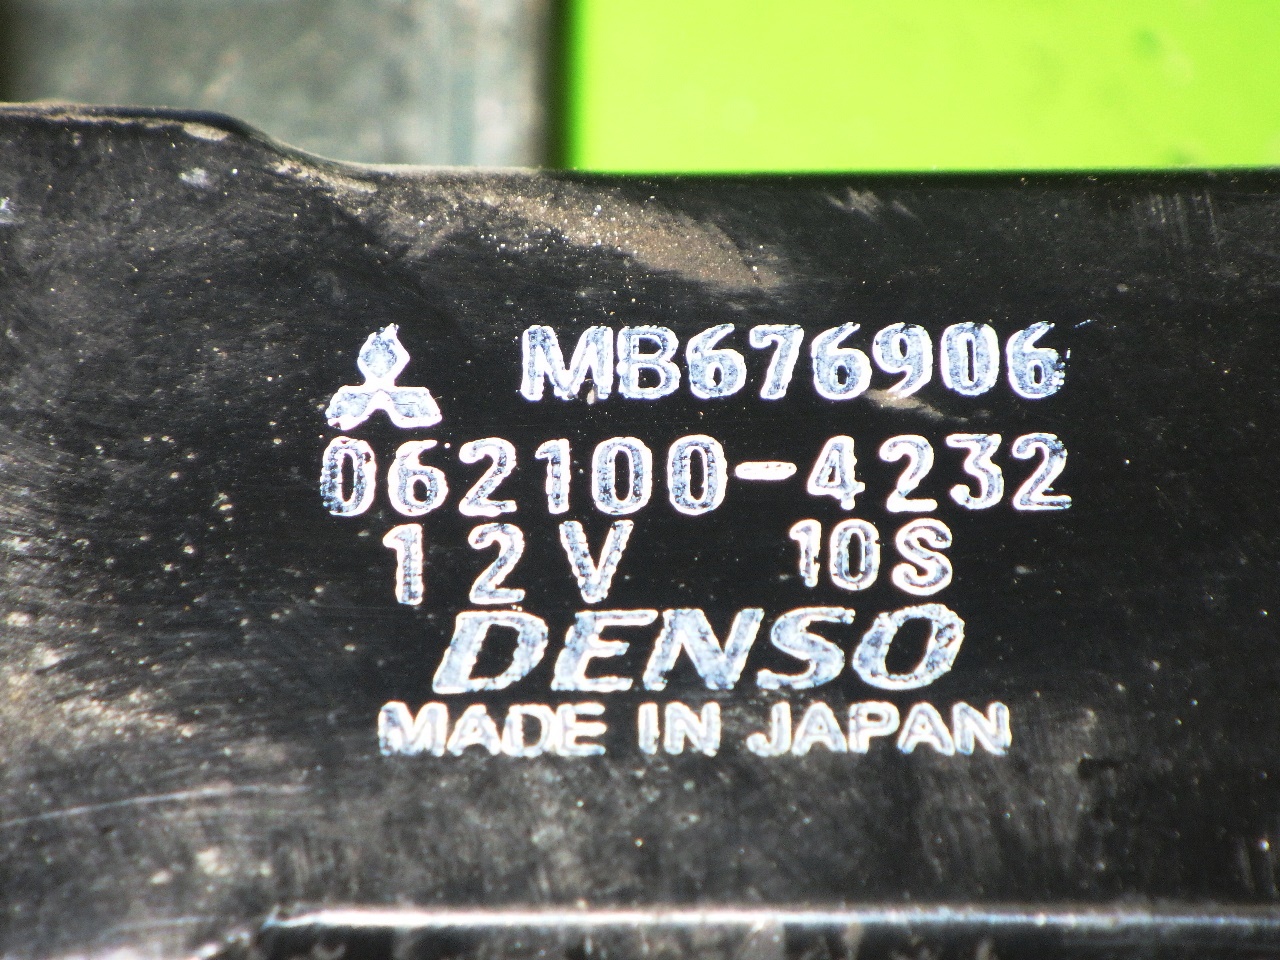 MB676906
062100-4232
12V 10S
DENSO
MADE IN JAPAN